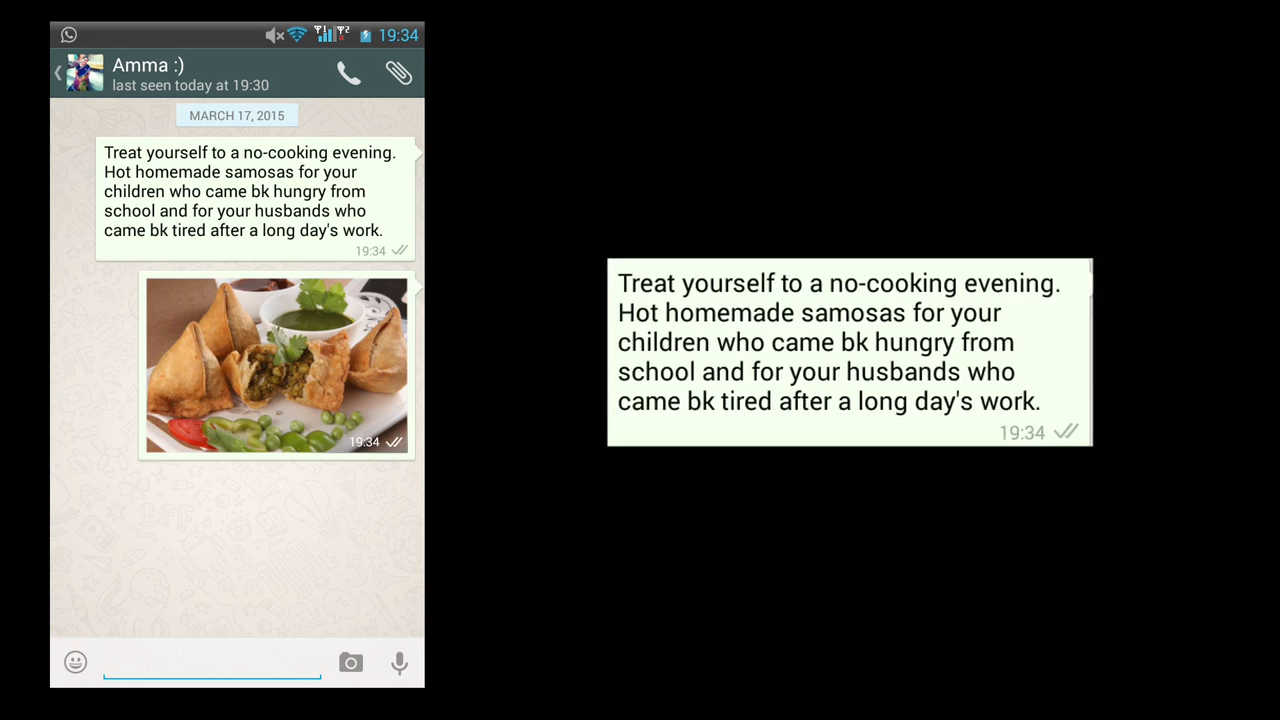 19:34
Amma :)
last seen today at 19:30
MARCH 17, 2015
Treat yourself to a no-cooking evening.
Hot homemade samosas for your
children who came bk hungry from
school and for your husbands who
came bk tired after a long day's work.
19:34
19:34
Treat yourself to a no-cooking evening.
Hot homemade samosas for your
children who came bk hungry from
school and for your husbands who
came bk tired after a long day's work.
19:34